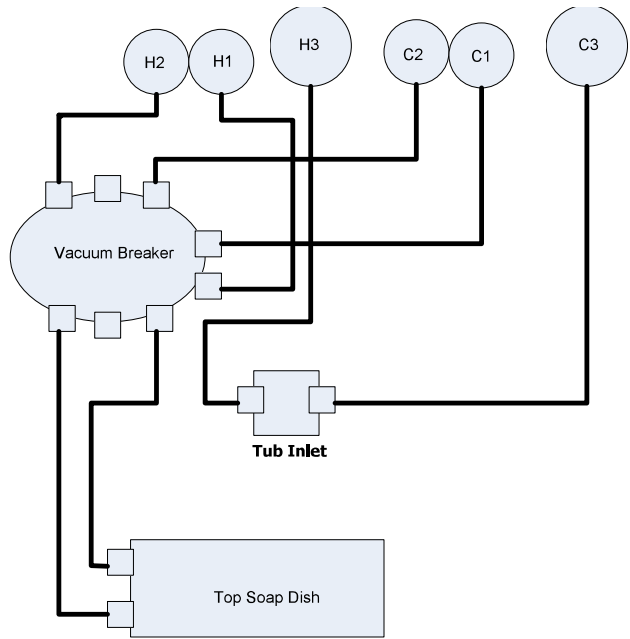 H2
H1
H3
C2
C1
C3
Vacuum Breaker
Tub Inlet
Top Soap Dish